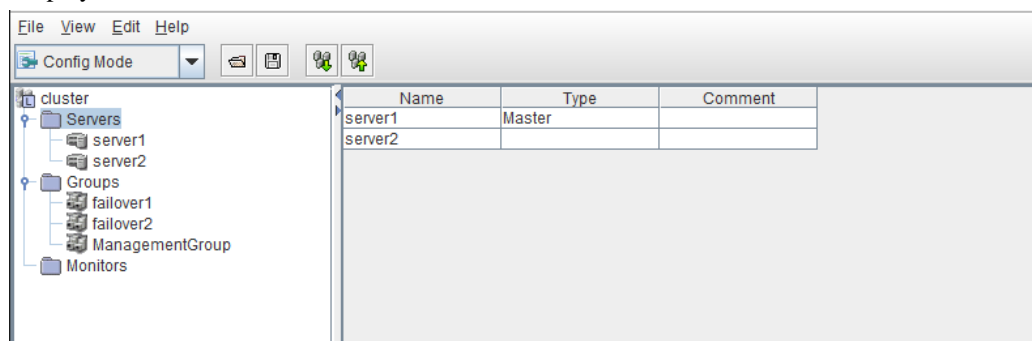 File View Edit Help
Config Mode
cluster
Servers
server1
server2
Groups
failover1
failover2
ManagementGroup
Monitors
Name Type Comment
server1 Master
server2